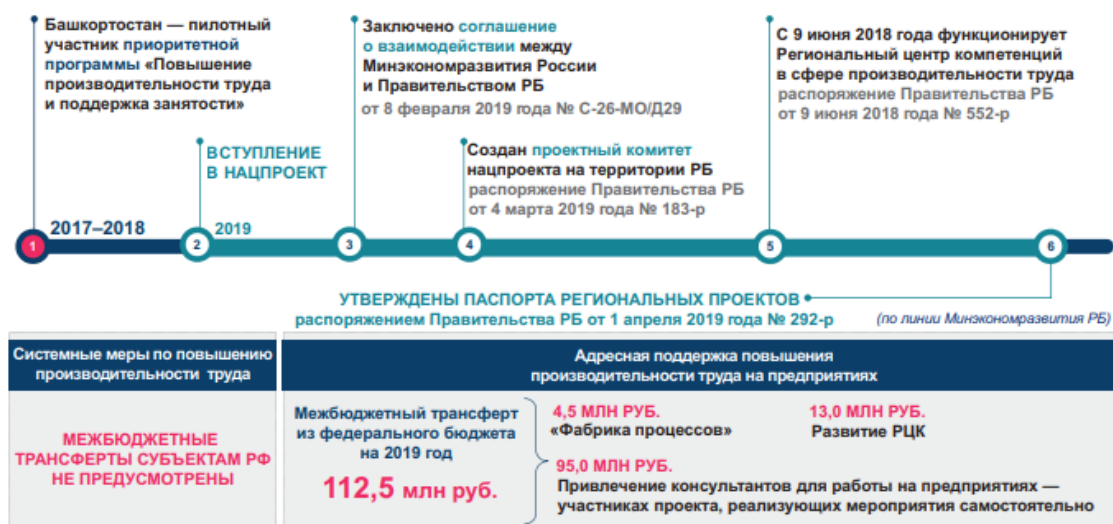 Башкортостан — пилотный
участник приоритетной
программы «Повышение
производительности труда
и поддержка занятости»
ВСТУПЛЕНИЕ
В НАЦПРОЕКТ
Заключено соглашение
о взаимодействии между
Минэкономразвития России
и Правительством РБ
от 8 февраля 2019 года № С-26-МО/Д29
Создан проектный комитет
нацпроекта на территории РБ
распоряжение Правительства РБ
от 4 марта 2019 года № 183-р
С 9 июня 2018 года функционирует
Региональный центр компетенций
в сфере производительности труда
распоряжение Правительства РБ
от 9 июня 2018 года № 552-р
2017–2018
2019
1
2
3
4
5
6
УТВЕРЖДЕНЫ ПАСПОРТА РЕГИОНАЛЬНЫХ ПРОЕКТОВ
распоряжением Правительства РБ от 1 апреля 2019 года № 292-р
(по линии Минэкономразвития РБ)
Системные меры по повышению
производительности труда
МЕЖБЮДЖЕТНЫЕ
ТРАНСФЕРТЫ СУБЪЕКТАМ РФ
НЕ ПРЕДУСМОТРЕНЫ
Адресная поддержка повышения
производительности труда на предприятиях
Межбюджетный трансферт
из федерального бюджета
на 2019 год
112,5 млн руб.
4,5 МЛН РУБ.
«Фабрика процессов»
13,0 МЛН РУБ.
Развитие РЦК
95,0 МЛН РУБ.
Привлечение консультантов для работы на предприятиях —
участниках проекта, реализующих мероприятия самостоятельно